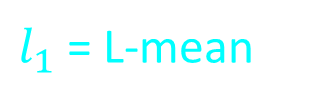 l₁ = L-mean